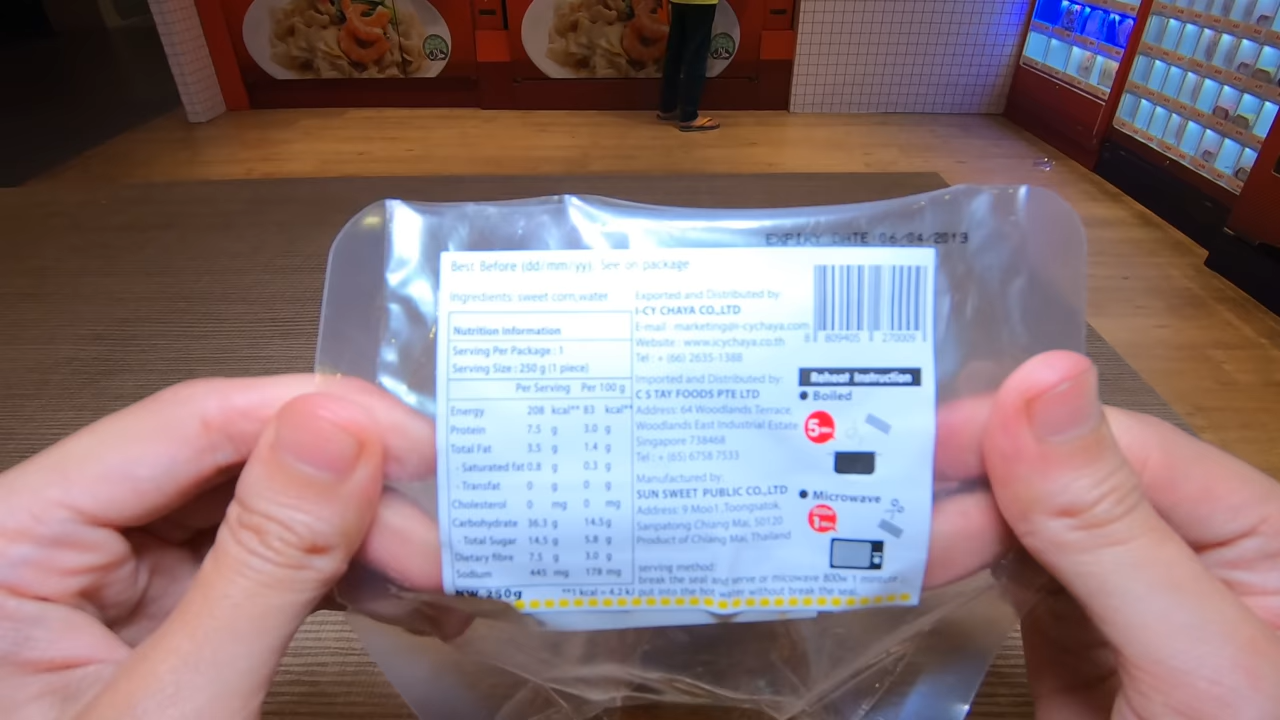 EXPIRY DATE 06/04/2019
Best Before (dd/mm/yy): See on package
Ingredients: sweet corn,water
Nutrition information
Serving Per Package : 1
Serving Size : 250 g (1 piece)
Per Serving Per 100 g
Energy 208 kcal** 83 kcal**
Protein 7.5 g 3.0 g
Total Fat 3.5 g 1.4 g
- Saturated fat 0.8 g 0.3 g
- Transfat 0 g 0 g
Cholesterol 0 mg 0 mg
Carbohydrate 36.3 g 14.5 g
- Total Sugar 14.5 g 5.8 g
Dietary fibre 7.5 g 3.0 g
Sodium 445 mg 178 mg
NW. 250g
**1 kcal = 4.2 kJ
Exported and Distributed by:
I-CY CHAYA CO.,LTD
E-mail : marketing@i-cychaya.com
Website : www.icychaya.co.th
Tel : + (66) 2635-1388
Imported and Distributed by:
C S TAY FOODS PTE LTD
Address: 64 Woodlands Terrace,
Woodlands East Industrial Estate
Singapore 738468
Tel : + (65) 6758 7533
Manufactured by:
SUN SWEET PUBLIC CO.,LTD
Address: 9 Moo1, Toongsatok,
Sanpatong Chiang Mai, 50120
Product of Chiang Mai, Thailand
serving method:
break the seal and serve or micowave 800w 1 minute ,
put into the hot water without break the seal.
8 809405 270009
Reheat Instruction
● Boiled
5 Min.
● Microwave
800w
1 Min.